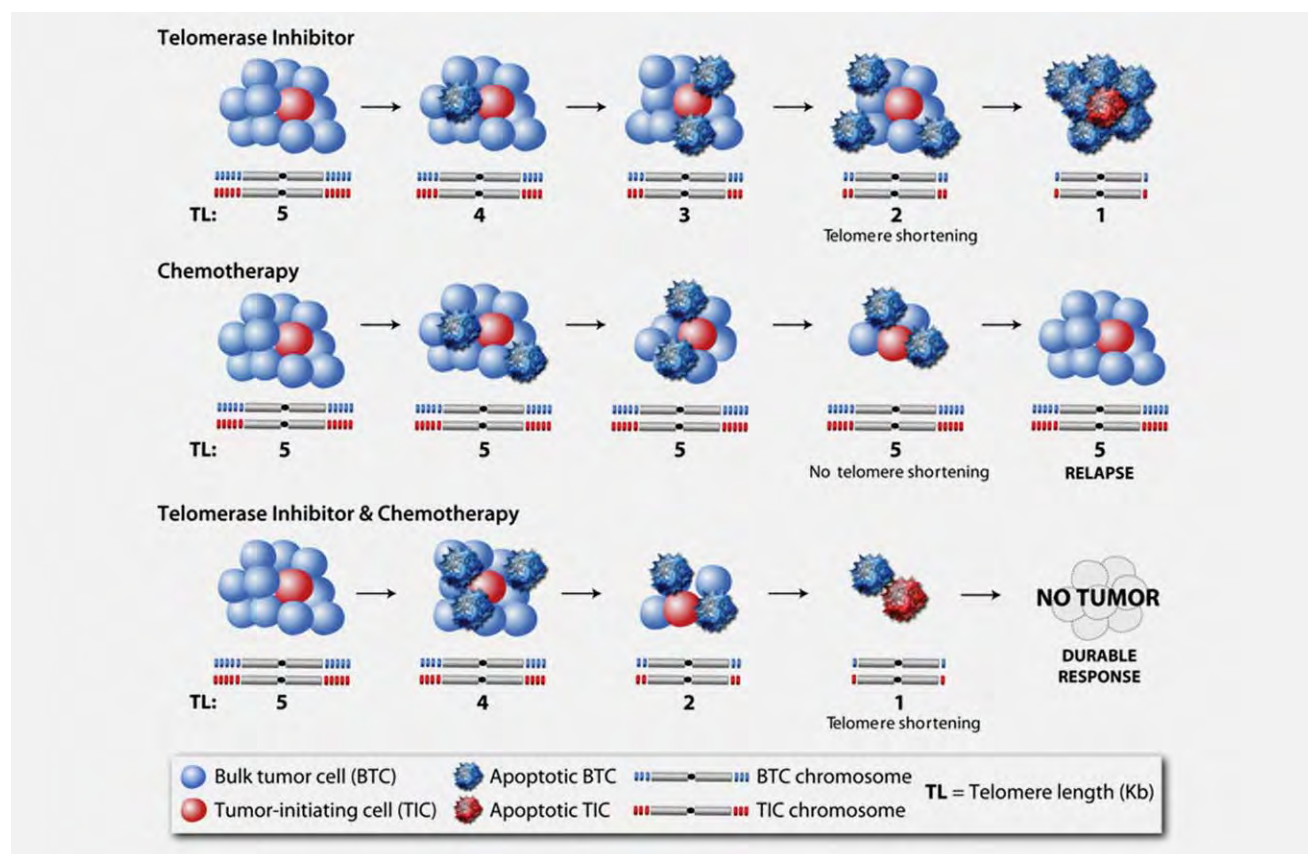 Telomerase Inhibitor
TL: 5 4 3 2 1
Telomere shortening
Chemotherapy
TL: 5 5 5 5 5
No telomere shortening RELAPSE
Telomerase Inhibitor & Chemotherapy
NO TUMOR
DURABLE
RESPONSE
TL: 5 4 2 1
Telomere shortening
Bulk tumor cell (BTC) Apoptotic BTC BTC chromosome
TL = Telomere length (Kb)
Tumor-initiating cell (TIC) Apoptotic TIC TIC chromosome